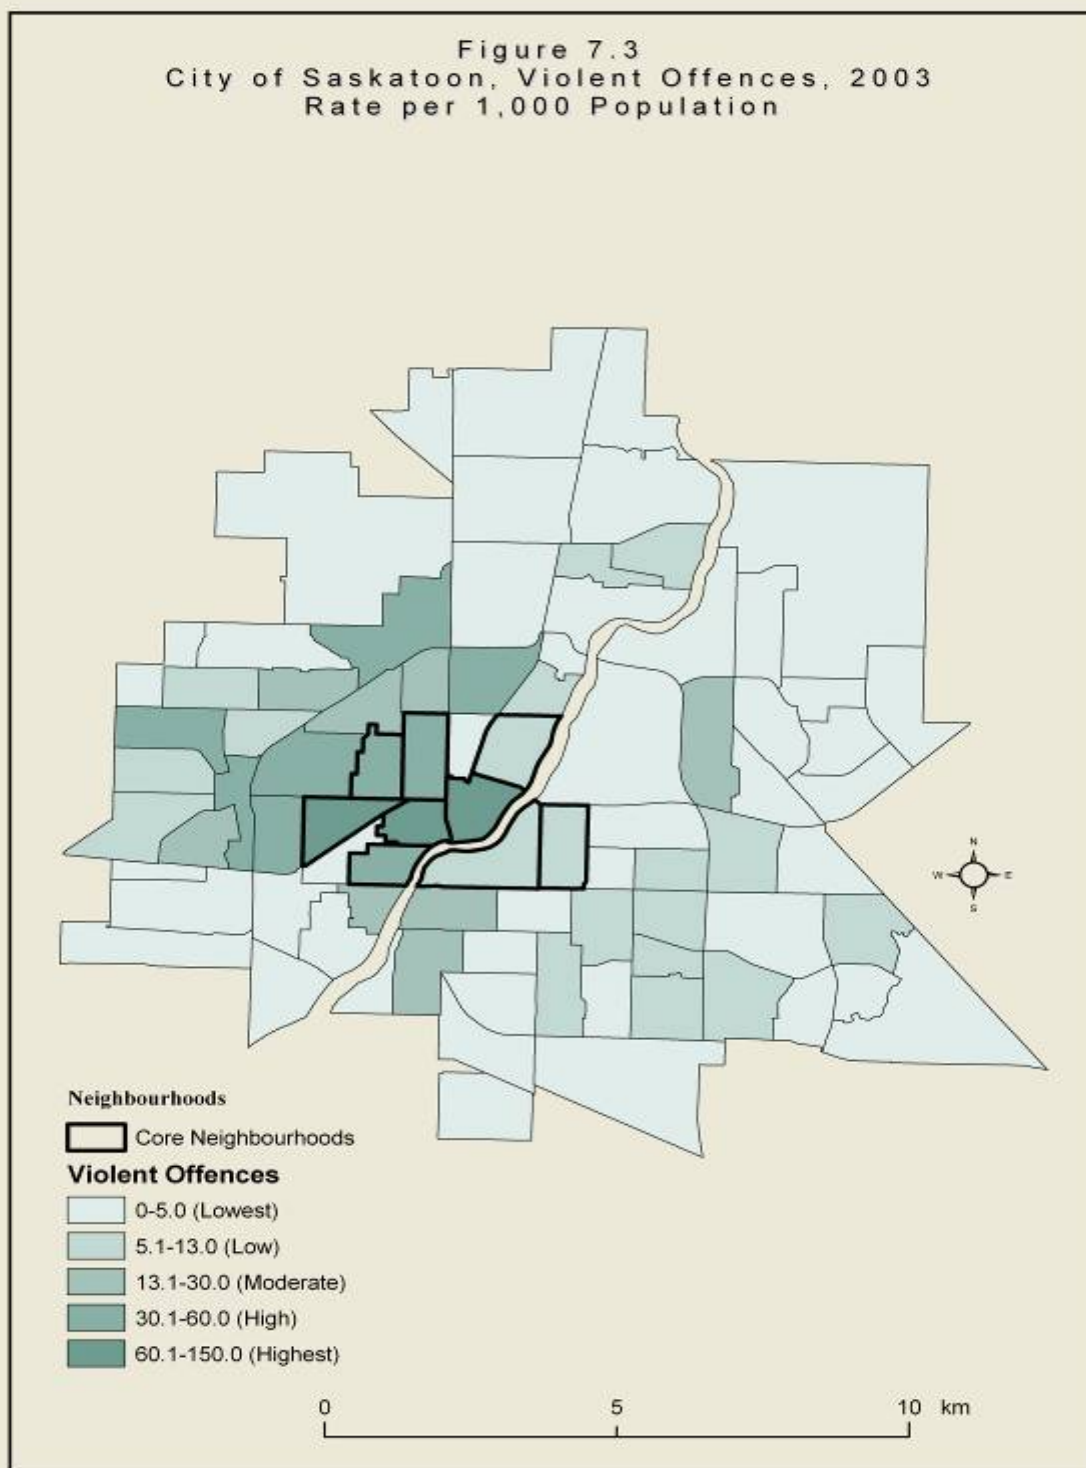 Figure 7.3
City of Saskatoon, Violent Offences, 2003
Rate per 1,000 Population
N
W E
S
Neighbourhoods
Core Neighbourhoods
Violent Offences
0-5.0 (Lowest)
5.1-13.0 (Low)
13.1-30.0 (Moderate)
30.1-60.0 (High)
60.1-150.0 (Highest)
0 5 10 km